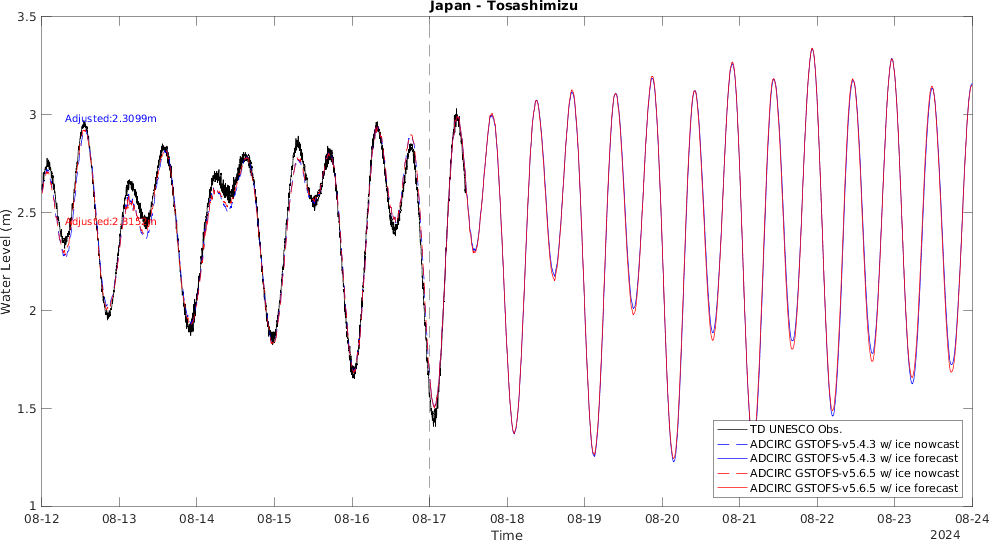 Japan - Tosashimizu
3.5
3
2.5
2
1.5
1
Water Level (m)
Adjusted:2.3099m
TD UNESCO Obs.
ADCIRC GSTOFS-v5.4.3 w/ ice nowcast
ADCIRC GSTOFS-v5.4.3 w/ ice forecast
ADCIRC GSTOFS-v5.6.5 w/ ice nowcast
ADCIRC GSTOFS-v5.6.5 w/ ice forecast
08-12 08-13 08-14 08-15 08-16 08-17 08-18 08-19 08-20 08-21 08-22 08-23 08-24
Time
2024